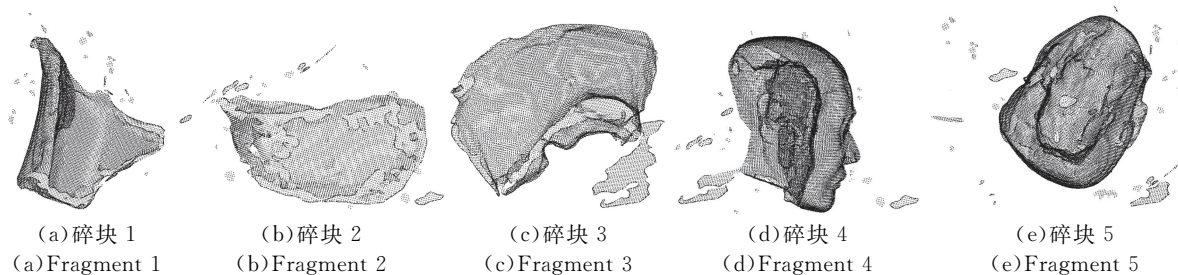 (a)碎块 1 (b)碎块 2 (c)碎块 3 (d)碎块 4 (e)碎块 5
(a)Fragment 1 (b)Fragment 2 (c)Fragment 3 (d)Fragment 4 (e)Fragment 5